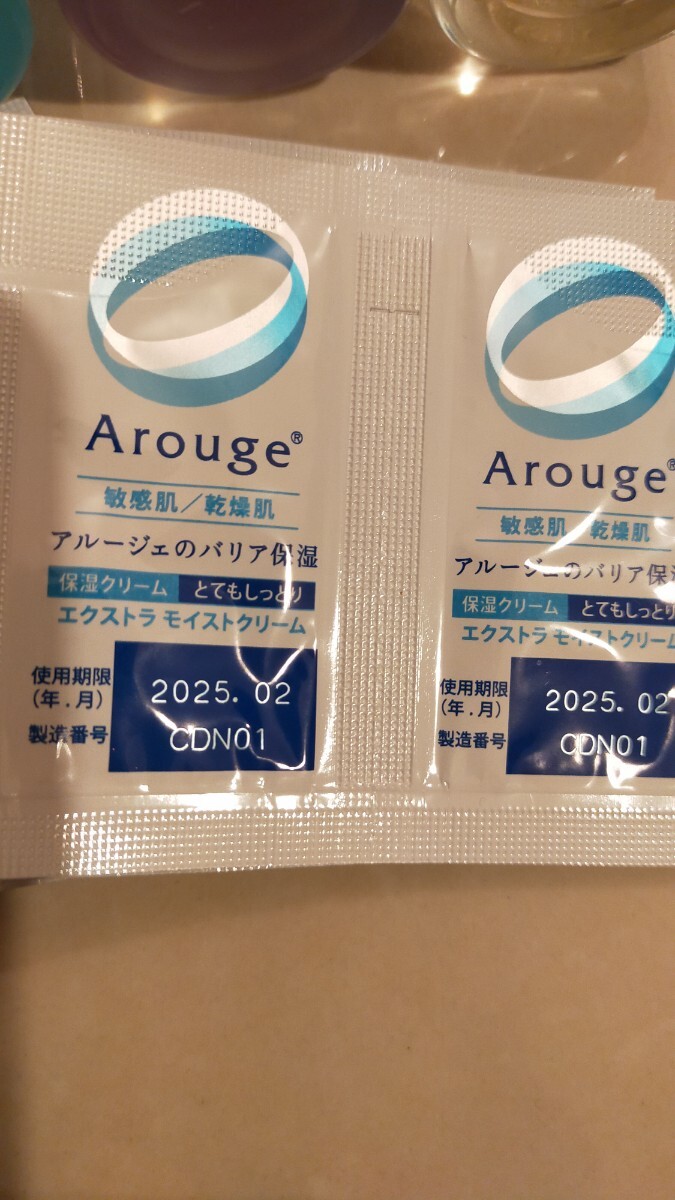 Arouge®
敏感肌／乾燥肌
アルージェのバリア保湿
保湿クリーム とてもしっとり
エクストラ モイストクリーム
使用期限
(年.月)
2025. 02
製造番号
CDN01
Arouge®
敏感肌／乾燥肌
アルージェのバリア保湿
保湿クリーム とてもしっとり
エクストラ モイストクリーム
使用期限
(年.月)
2025. 02
製造番号
CDN01